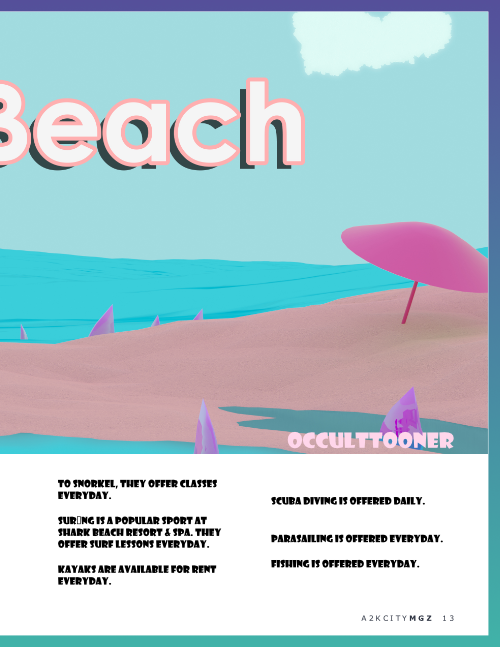 Beach
OCCULTTOONER
TO SNORKEL, THEY OFFER CLASSES
EVERYDAY.
SUR▯NG IS A POPULAR SPORT AT
SHARK BEACH RESORT & SPA. THEY
OFFER SURF LESSONS EVERYDAY.
KAYAKS ARE AVAILABLE FOR RENT
EVERYDAY.
SCUBA DIVING IS OFFERED DAILY.
PARASAILING IS OFFERED EVERYDAY.
FISHING IS OFFERED EVERYDAY.
A2KCITYMGZ 13